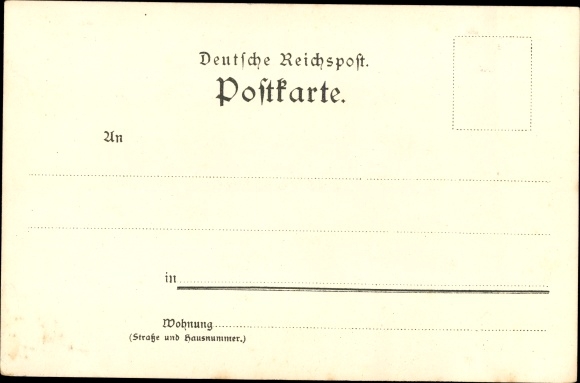 Deutſche Reichspoſt.
Poſtkarte.
An
in
Wohnung
(Straße und Hausnummer.)